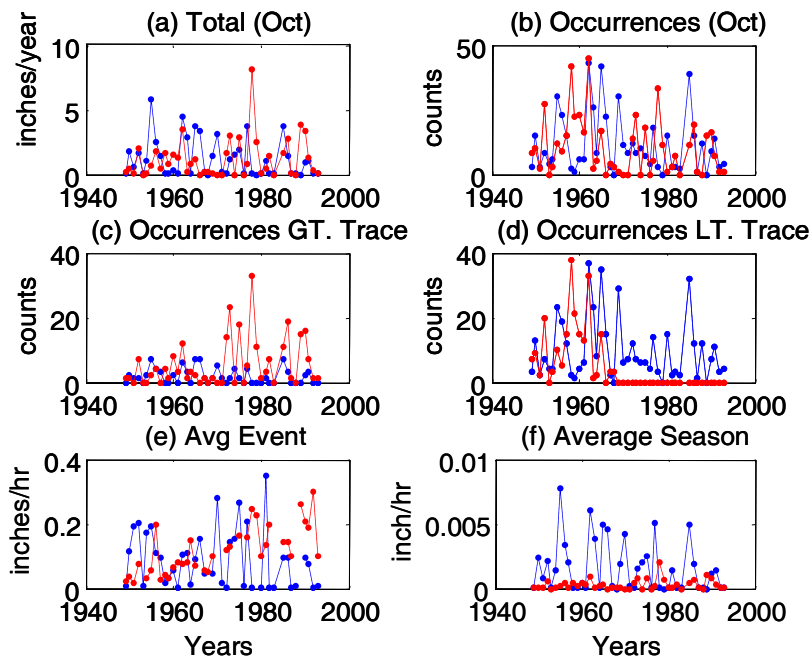 (a) Total (Oct)
(b) Occurrences (Oct)
inches/year
10
5
0
1940 1960 1980 2000
counts
50
0
1940 1960 1980 2000
(c) Occurrences GT. Trace
(d) Occurrences LT. Trace
counts
40
20
0
1940 1960 1980 2000
counts
40
20
0
1940 1960 1980 2000
(e) Avg Event
(f) Average Season
inches/hr
0.4
0.2
0
1940 1960 1980 2000
Years
inch/hr
0.01
0.005
0
1940 1960 1980 2000
Years